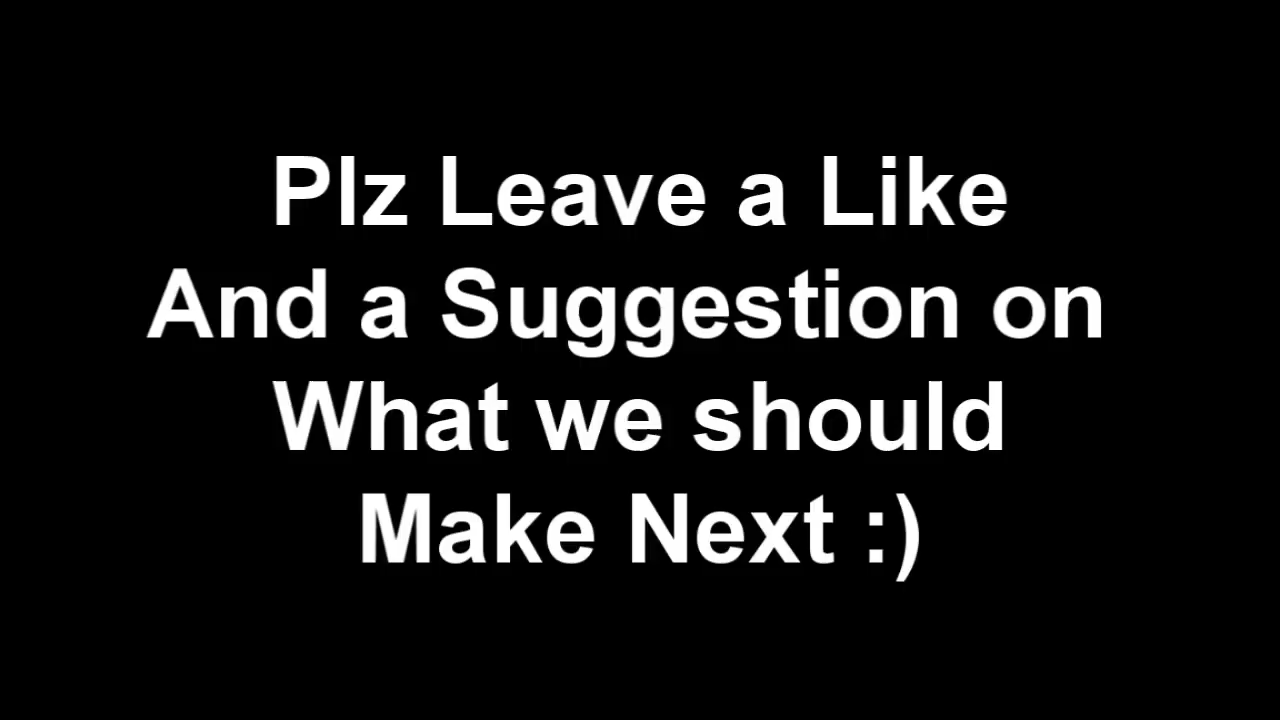 Plz Leave a Like
And a Suggestion on
What we should
Make Next :)